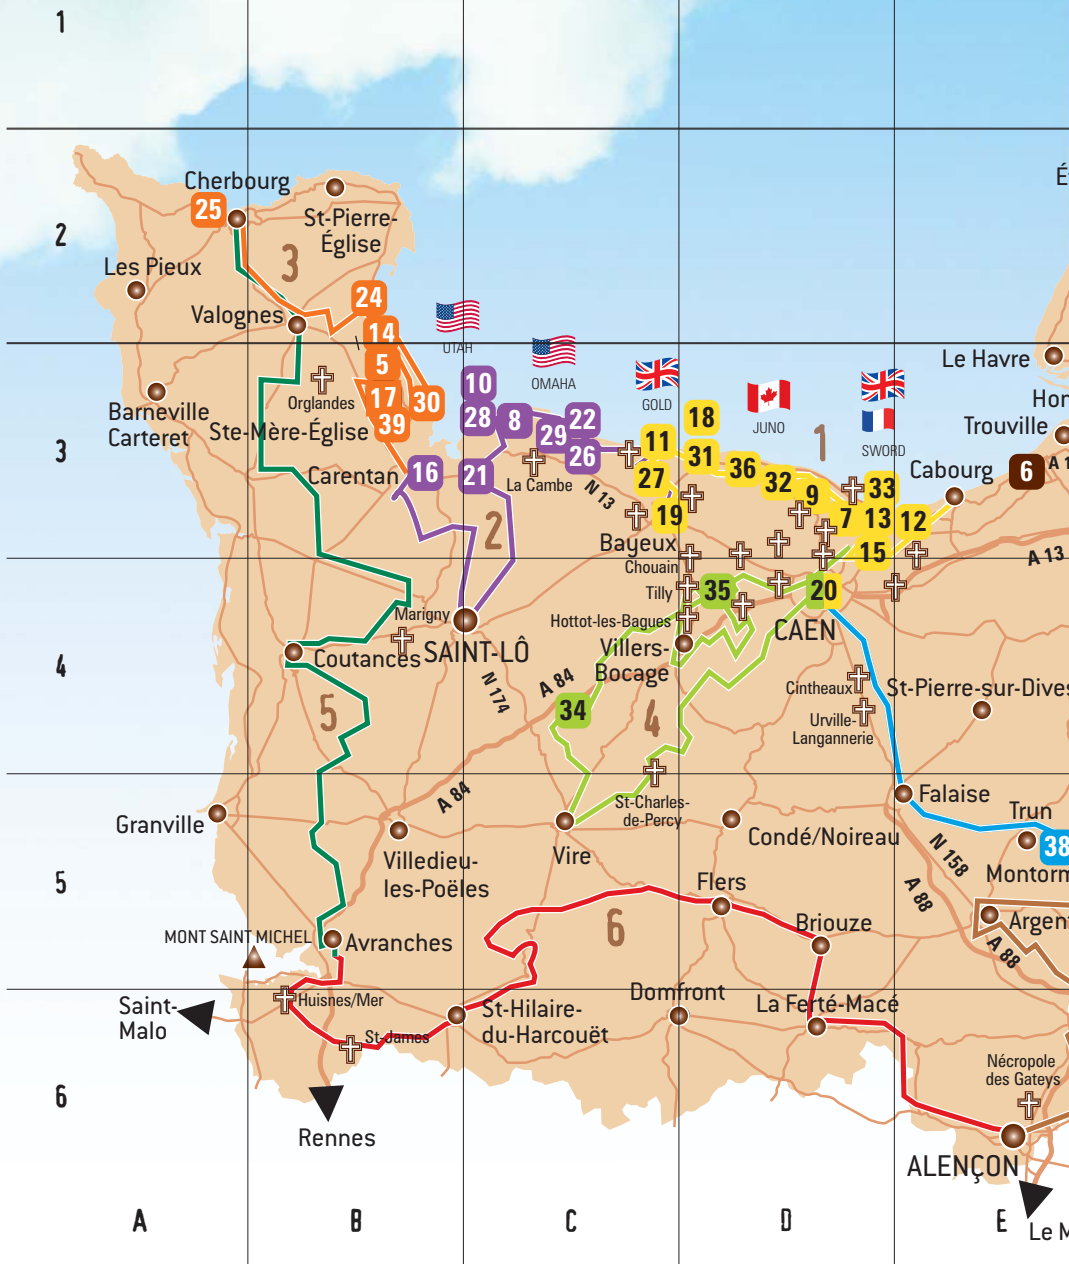 1
Ét
Cherbourg
25
St-Pierre-
Église
2
3
Les Pieux
24
Valognes
14
UTAH
OMAHA
Le Havre
5
10
GOLD
Orglandes
17
30
JUNO
Hon
Barneville
Carteret
Ste-Mère-Église
39
28
8
22
18
SWORD
Trouville
29
11
1
3
26
31
A 1
Carentan
16
21
La Cambe
27
36
32
33
Cabourg
6
N 13
9
19
7
13
12
2
Bayeux
15
A 13
Chouain
Tilly
35
20
Marigny
Hottot-les-Bagues
CAEN
SAINT-LÔ
Coutances
Villers-
Bocage
4
N 174
A 84
Cintheaux
St-Pierre-sur-Dives
5
34
4
Urville-
Langannerie
A 84
Falaise
Granville
St-Charles-
de-Percy
Trun
Condé/Noireau
38
Villedieu-
les-Poëles
Vire
N 158
Montorm
5
Flers
A 88
6
Briouze
Argent
MONT SAINT MICHEL
Avranches
A 88
Huisnes/Mer
Domfront
La Ferté-Macé
Saint-
Malo
St-Hilaire-
du-Harcouët
St-James
Nécropole
des Gateys
6
Rennes
ALENÇON
A
B
C
D
E
Le M